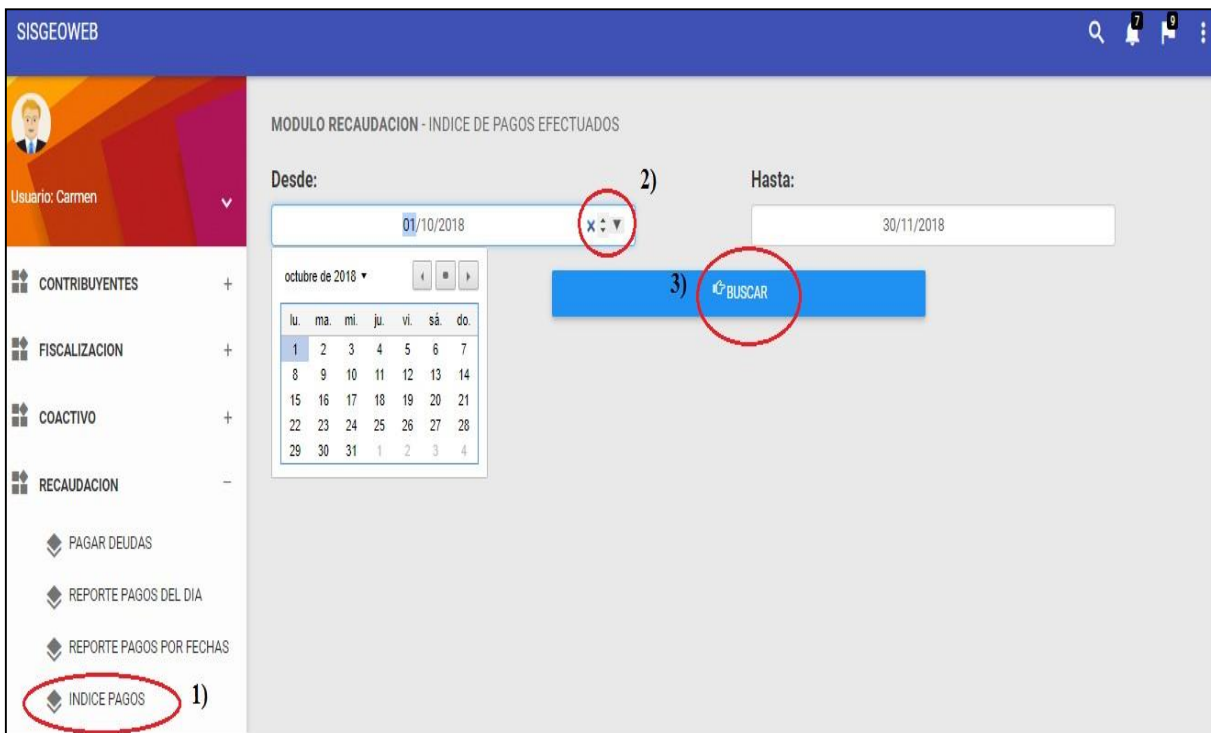 SISGEOWEB
7 9
Usuario: Carmen
CONTRIBUYENTES +
FISCALIZACION +
COACTIVO +
RECAUDACION -
PAGAR DEUDAS
REPORTE PAGOS DEL DIA
REPORTE PAGOS POR FECHAS
INDICE PAGOS 1)
MODULO RECAUDACION - INDICE DE PAGOS EFECTUADOS
Desde: 2) Hasta:
01/10/2018 30/11/2018
octubre de 2018
lu. ma. mi. ju. vi. sá. do.
1 2 3 4 5 6 7
8 9 10 11 12 13 14
15 16 17 18 19 20 21
22 23 24 25 26 27 28
29 30 31 1 2 3 4
3) BUSCAR